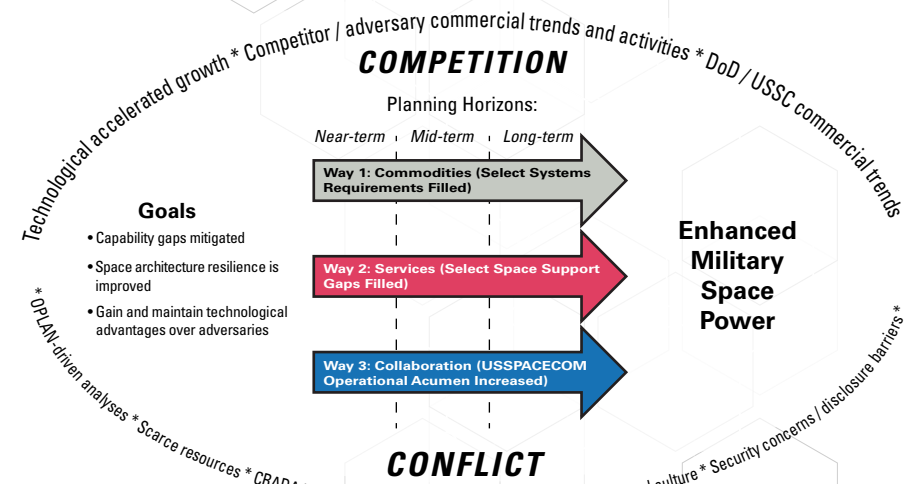 Technological accelerated growth * Competitor / adversary commercial trends and activities * DoD / USSC commercial trends
COMPETITION
Planning Horizons:
Near-term Mid-term Long-term
Way 1: Commodities (Select Systems
Requirements Filled)
Goals
• Capability gaps mitigated
• Space architecture resilience is
improved
• Gain and maintain technological
advantages over adversaries
Way 2: Services (Select Space Support
Gaps Filled)
Enhanced
Military
Space
Power
Way 3: Collaboration (USSPACECOM
Operational Acumen Increased)
CONFLICT
* OPLAN-driven analyses * Scarce resources *
* Security concerns / disclosure barriers *